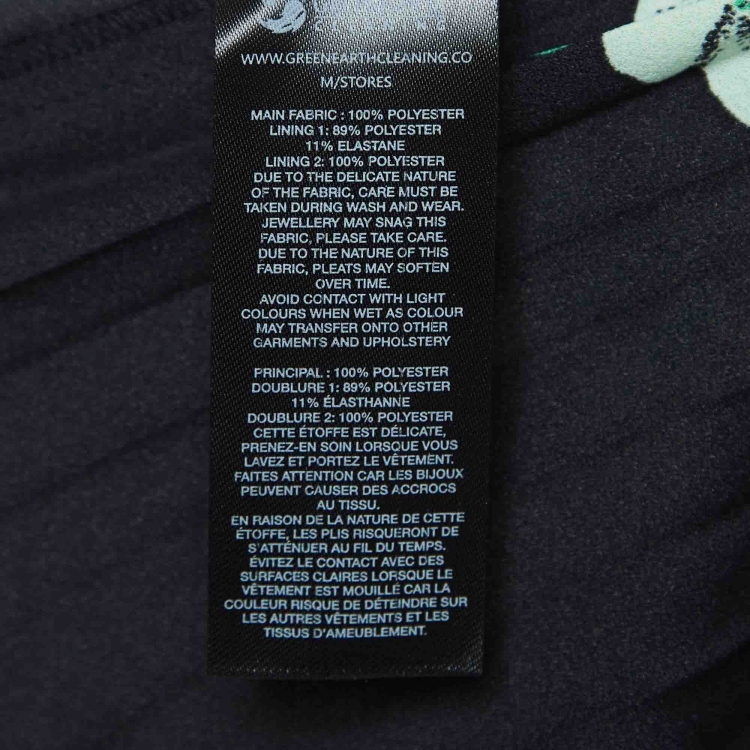 WWW.GREENEARTHCLEANING.CO
M/STORES
MAIN FABRIC : 100% POLYESTER
LINING 1: 89% POLYESTER
11% ELASTANE
LINING 2: 100% POLYESTER
DUE TO THE DELICATE NATURE
OF THE FABRIC, CARE MUST BE
TAKEN DURING WASH AND WEAR.
JEWELLERY MAY SNAG THIS
FABRIC, PLEASE TAKE CARE.
DUE TO THE NATURE OF THIS
FABRIC, PLEATS MAY SOFTEN
OVER TIME.
AVOID CONTACT WITH LIGHT
COLOURS WHEN WET AS COLOUR
MAY TRANSFER ONTO OTHER
GARMENTS AND UPHOLSTERY
PRINCIPAL : 100% POLYESTER
DOUBLURE 1: 89% POLYESTER
11% ÉLASTHANNE
DOUBLURE 2: 100% POLYESTER
CETTE ÉTOFFE EST DÉLICATE,
PRENEZ-EN SOIN LORSQUE VOUS
LAVEZ ET PORTEZ LE VÊTEMENT.
FAITES ATTENTION CAR LES BIJOUX
PEUVENT CAUSER DES ACCROCS
AU TISSU.
EN RAISON DE LA NATURE DE CETTE
ÉTOFFE, LES PLIS RISQUERONT DE
S'ATTÉNUER AU FIL DU TEMPS.
ÉVITEZ LE CONTACT AVEC DES
SURFACES CLAIRES LORSQUE LE
VÊTEMENT EST MOUILLÉ CAR LA
COULEUR RISQUE DE DÉTEINDRE SUR
LES AUTRES VÊTEMENTS ET LES
TISSUS D'AMEUBLEMENT.